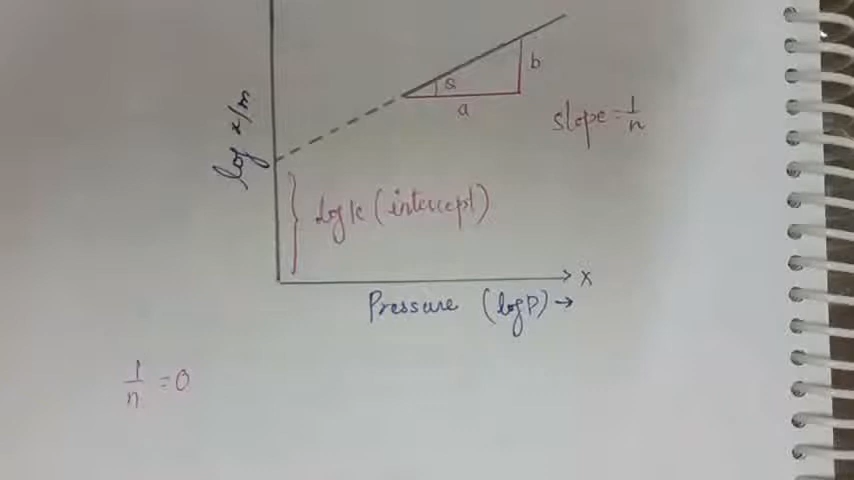 log x/m
b
θ
a
slope = 1/n
log k (intercept)
X
Pressure (log P) →
1/n = 0